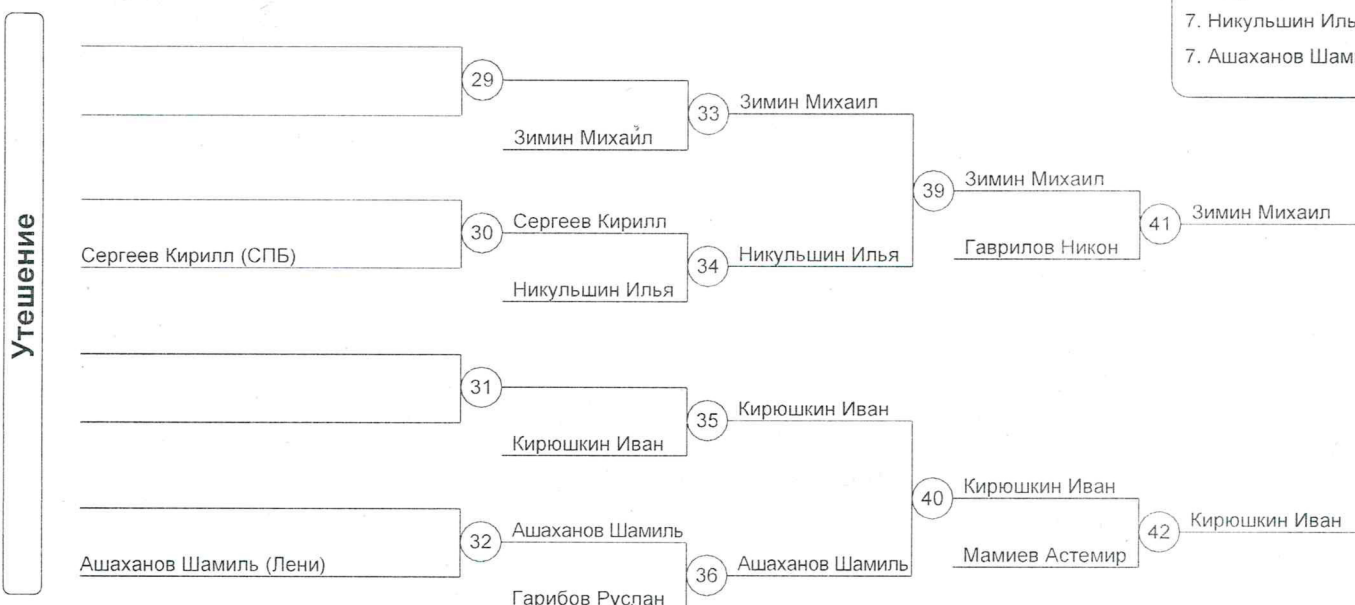 7. Никульшин Иль
7. Ашаханов Шам
Утешение
29
Зимин Михаил
33
Зимин Михаил
Сергеев Кирилл (СПБ)
30
Сергеев Кирилл
Никульшин Илья
34
Никульшин Илья
39
Зимин Михаил
Гаврилов Никон
41
Зимин Михаил
31
Кирюшкин Иван
35
Кирюшкин Иван
Ашаханов Шамиль (Лени)
32
Ашаханов Шамиль
Гарибов Руслан
36
Ашаханов Шамиль
40
Кирюшкин Иван
Мамиев Астемир
42
Кирюшкин Иван